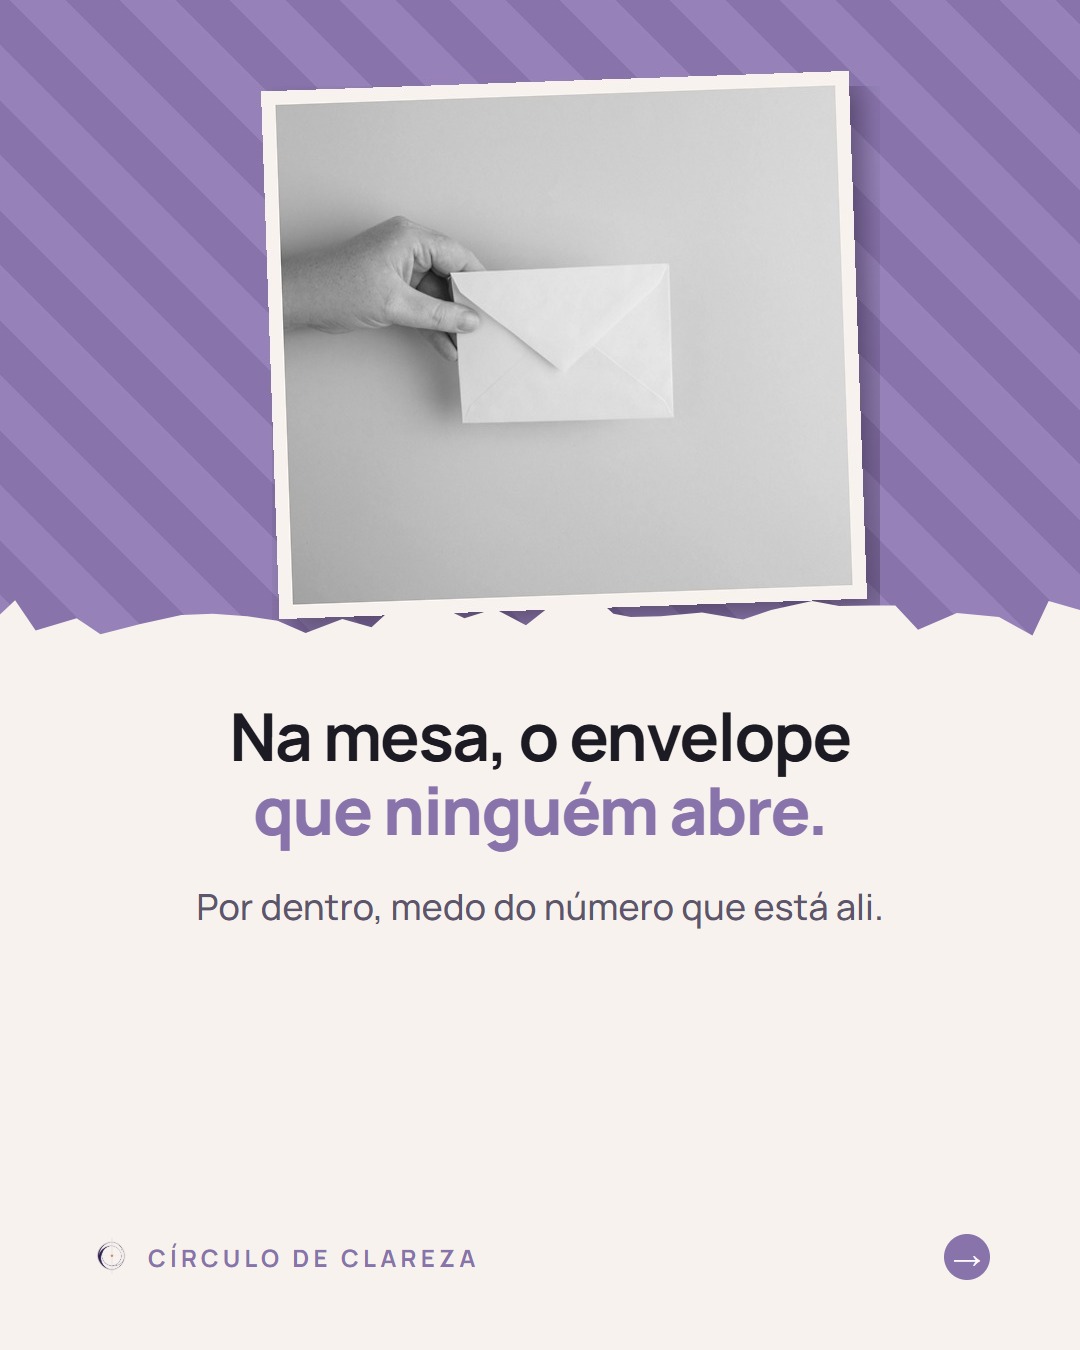 Na mesa, o envelope
que ninguém abre.
Por dentro, medo do número que está ali.
CÍRCULO DE CLAREZA
→